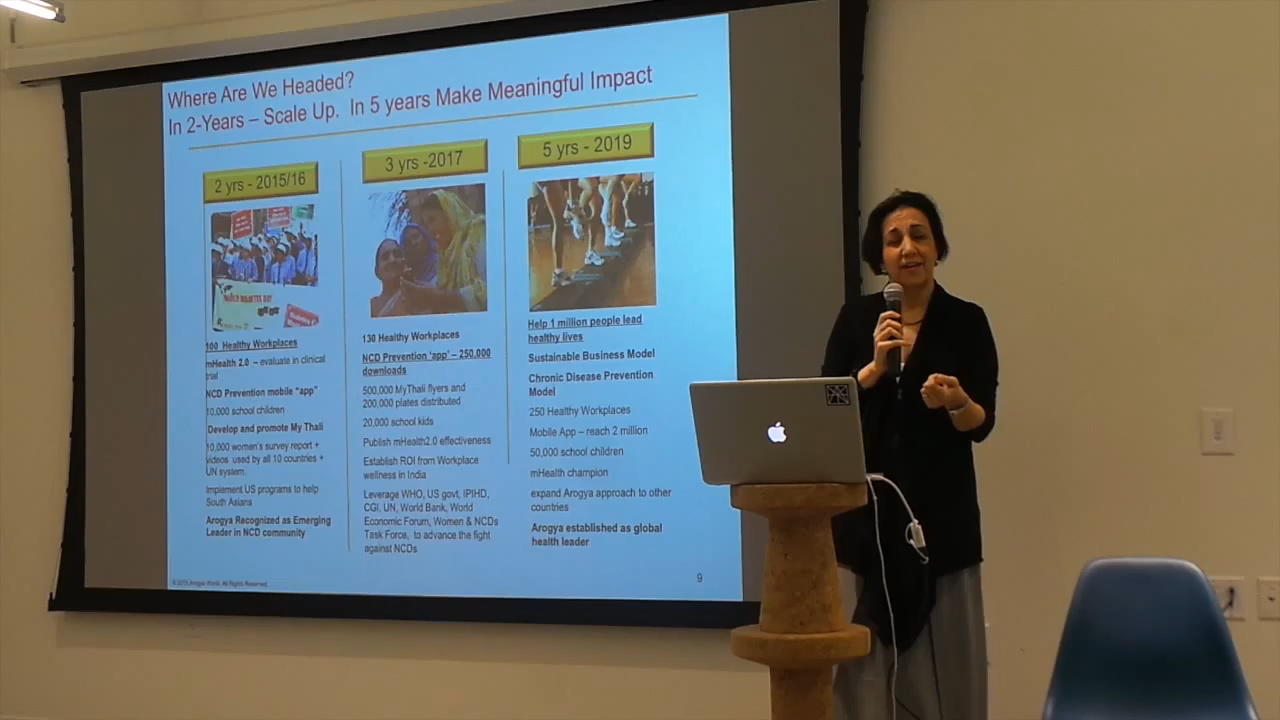 Where Are We Headed?
In 2-Years – Scale Up. In 5 years Make Meaningful Impact
2 yrs - 2015/16
100 Healthy Workplaces
mHealth 2.0 – evaluate in clinical
trial
NCD Prevention mobile “app”
10,000 school children
Develop and promote My Thali
10,000 women's survey report +
videos used by all 10 countries +
UN system.
Implement US programs to help
South Asians
Arogya Recognized as Emerging
Leader in NCD community
3 yrs -2017
130 Healthy Workplaces
NCD Prevention ‘app’ – 250,000
downloads
500,000 MyThali flyers and
200,000 plates distributed
20,000 school kids
Publish mHealth2.0 effectiveness
Establish ROI from Workplace
wellness in India
Leverage WHO, US govt, IPIHD,
CGI, UN, World Bank, World
Economic Forum, Women & NCDs
Task Force, to advance the fight
against NCDs
5 yrs - 2019
Help 1 million people lead
healthy lives
Sustainable Business Model
Chronic Disease Prevention
Model
250 Healthy Workplaces
Mobile App – reach 2 million
50,000 school children
mHealth champion
expand Arogya approach to other
countries
Arogya established as global
health leader
© 2015 Arogya World. All Rights Reserved.
9